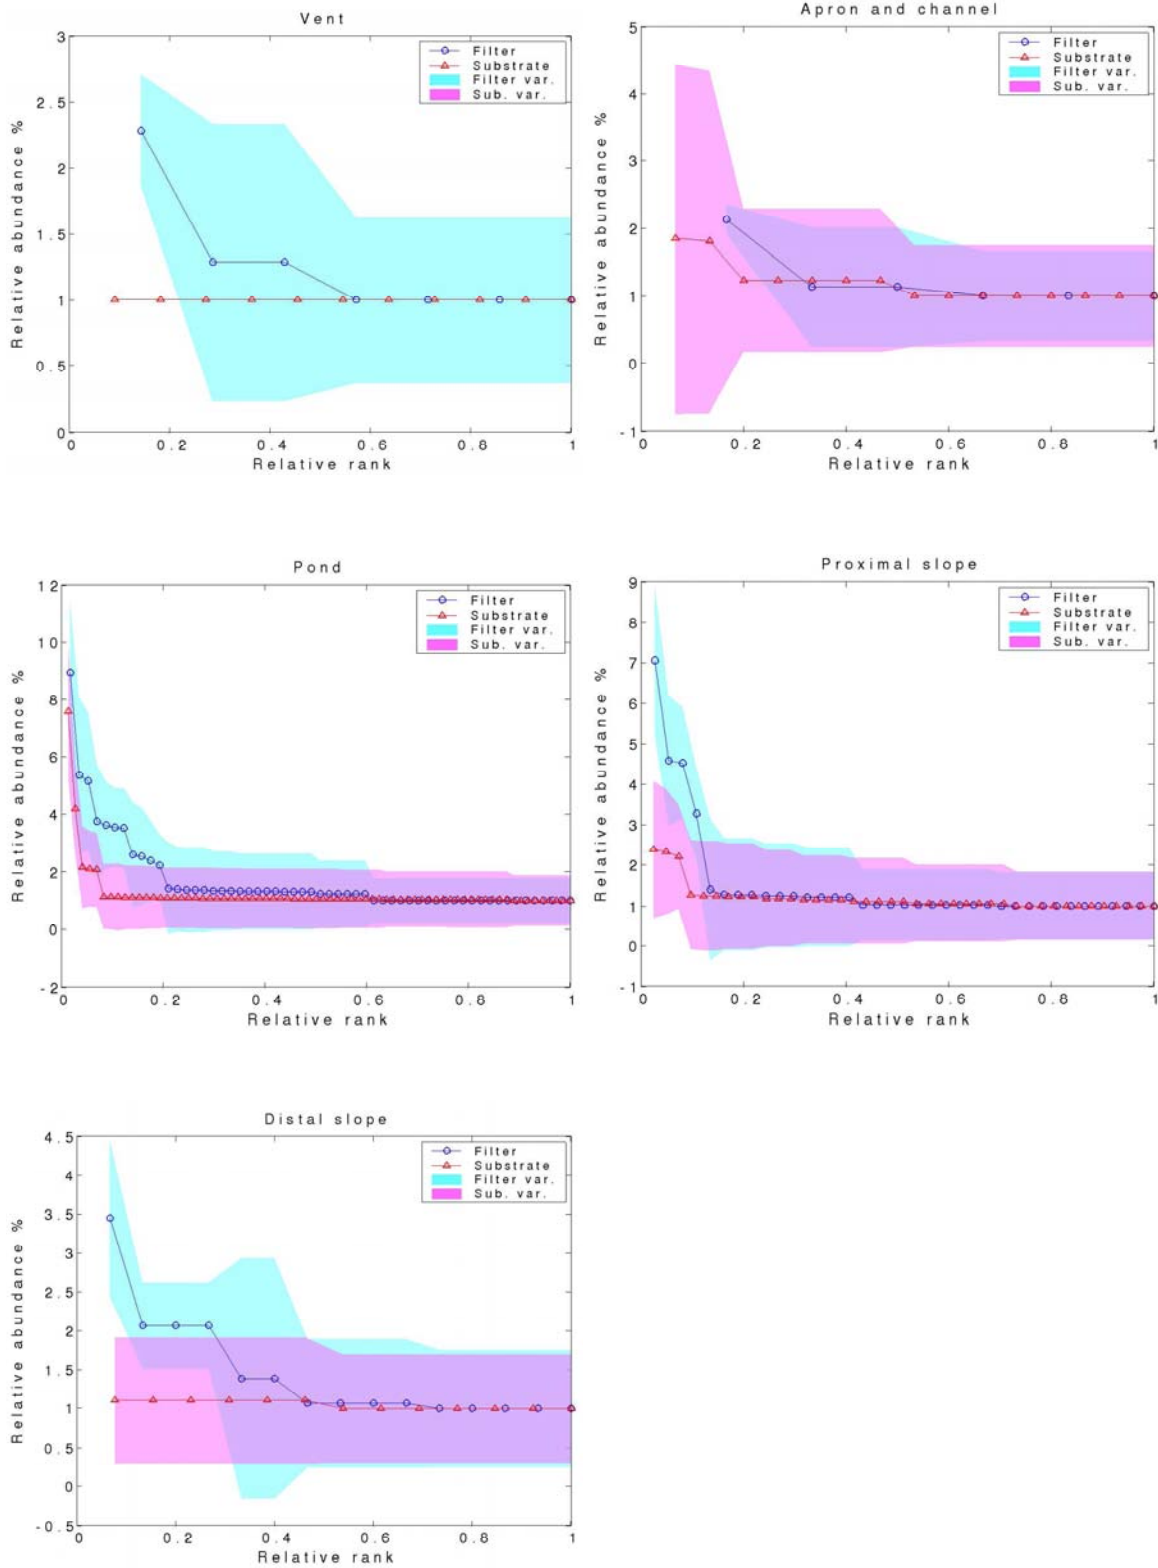 Vent
Relative abundance %
3
2.5
2
1.5
1
0.5
0
0 0.2 0.4 0.6 0.8 1
Relative rank
Filter
Substrate
Filter var.
Sub. var.
Apron and channel
Relative abundance %
5
4
3
2
1
0
-1
0 0.2 0.4 0.6 0.8 1
Relative rank
Filter
Substrate
Filter var.
Sub. var.
Pond
Relative abundance %
12
10
8
6
4
2
0
-2
0 0.2 0.4 0.6 0.8 1
Relative rank
Filter
Substrate
Filter var.
Sub. var.
Proximal slope
Relative abundance %
9
8
7
6
5
4
3
2
1
0
-1
0 0.2 0.4 0.6 0.8 1
Relative rank
Filter
Substrate
Filter var.
Sub. var.
Distal slope
Relative abundance %
4.5
4
3.5
3
2.5
2
1.5
1
0.5
0
-0.5
0 0.2 0.4 0.6 0.8 1
Relative rank
Filter
Substrate
Filter var.
Sub. var.